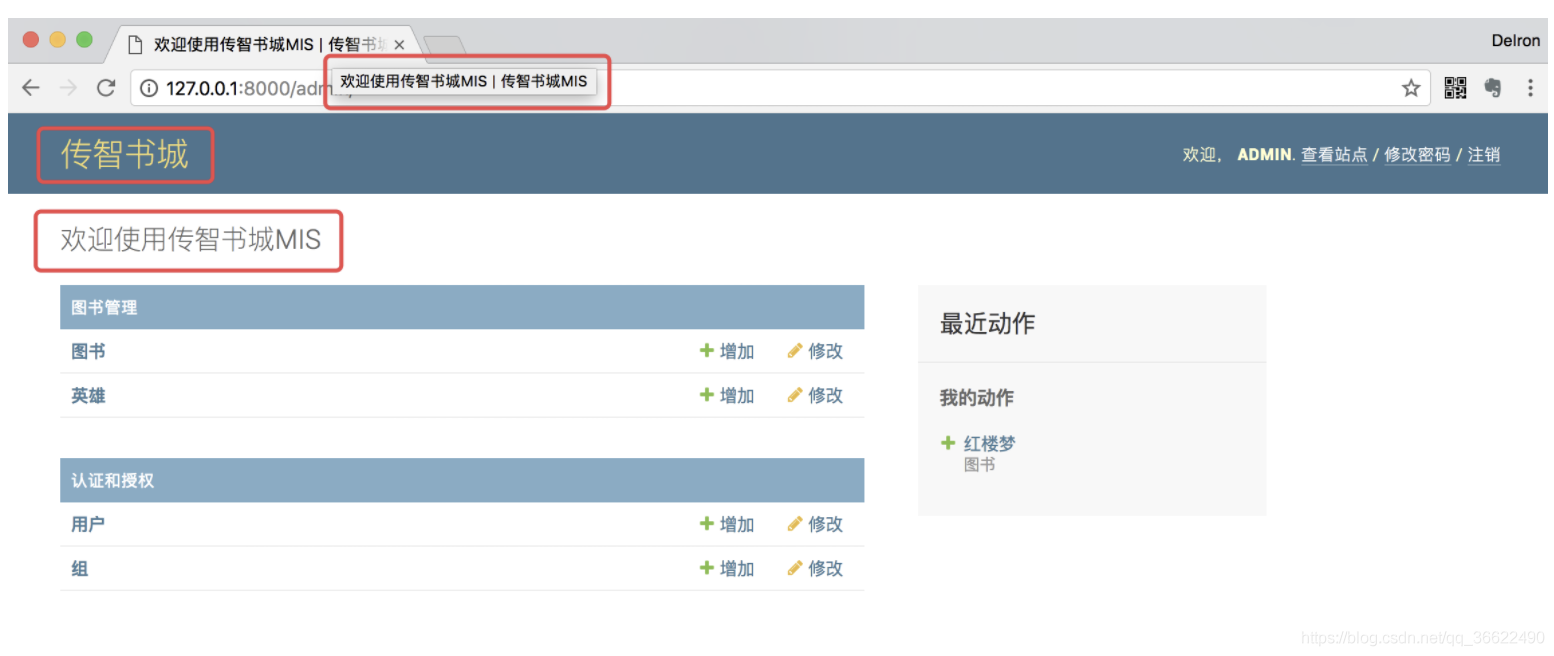 欢迎使用传智书城MIS | 传智书城 ×
Delron
127.0.0.1:8000/adm
欢迎使用传智书城MIS | 传智书城MIS
传智书城
欢迎， ADMIN. 查看站点 / 修改密码 / 注销
欢迎使用传智书城MIS
图书管理
图书 增加 修改
英雄 增加 修改
认证和授权
用户 增加 修改
组 增加 修改
最近动作
我的动作
红楼梦
图书
https://blog.csdn.net/qq_36622490